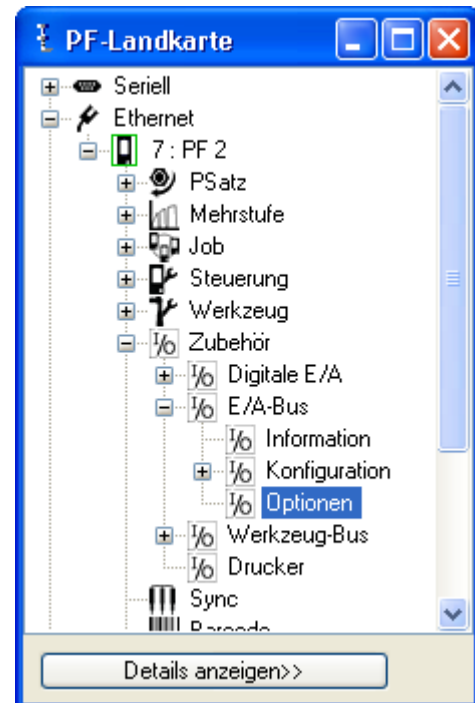 PF-Landkarte
Seriell
Ethernet
7 : PF 2
PSatz
Mehrstufe
Job
Steuerung
Werkzeug
Zubehör
I/O Digitale E/A
I/O E/A-Bus
I/O Information
I/O Konfiguration
I/O Optionen
I/O Werkzeug-Bus
I/O Drucker
Sync
Details anzeigen>>